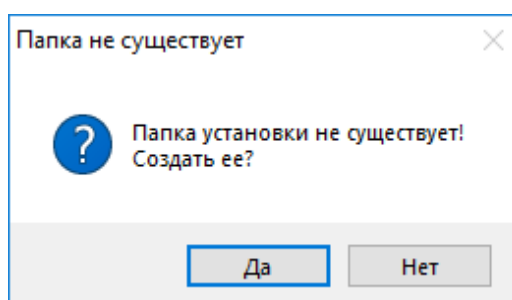 Папка не существует
Папка установки не существует!
Создать ее?
Да
Нет